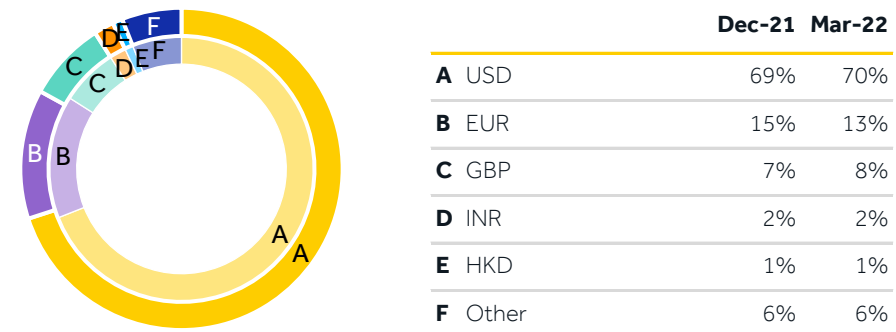 F
E
D
C
B
F
E
D
C
B
A
A
Dec-21 Mar-22
A USD 69% 70%
B EUR 15% 13%
C GBP 7% 8%
D INR 2% 2%
E HKD 1% 1%
F Other 6% 6%